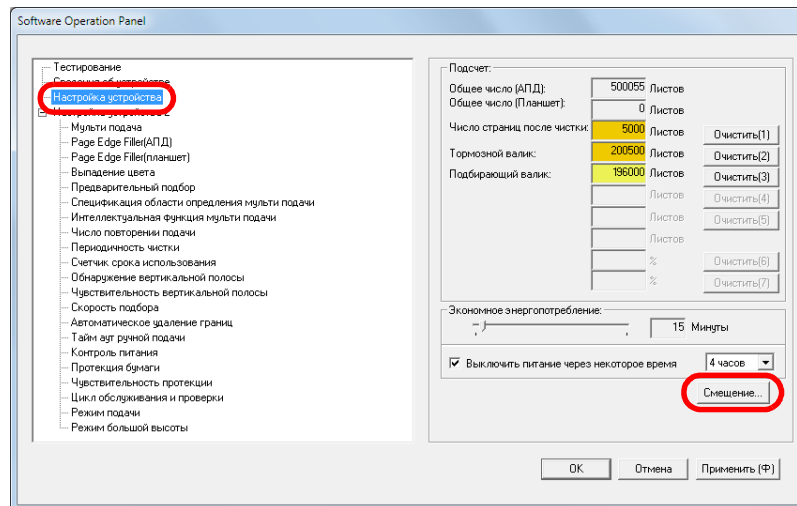 Software Operation Panel
Тестирование
Сведения об устройстве
Настройка устройства
Настройка устройства 2
Мульти подача
Page Edge Filler(АПД)
Page Edge Filler(планшет)
Выпадение цвета
Предварительный подбор
Спецификация области опредления мульти подачи
Интеллектуальная функция мульти подачи
Число повторении подачи
Периодичность чистки
Счетчик срока использования
Обнаружение вертикальной полосы
Чувствительность вертикальной полосы
Скорость подбора
Автоматическое удаление границ
Тайм аут ручной подачи
Контроль питания
Протекция бумаги
Чувствительность протекции
Цикл обслуживания и проверки
Режим подачи
Режим большой высоты
Подсчет:
Общее число (АПД): 500055 Листов
Общее число (Планшет): 0 Листов
Число страниц после чистки: 5000 Листов Очистить(1)
Тормозной валик: 200500 Листов Очистить(2)
Подбирающий валик: 196000 Листов Очистить(3)
Листов Очистить(4)
Листов Очистить(5)
Листов
% Очистить(6)
% Очистить(7)
Экономное энергопотребление:
15 Минуты
Выключить питание через некоторое время 4 часов
Смещение...
OK Отмена Применить (Ф)